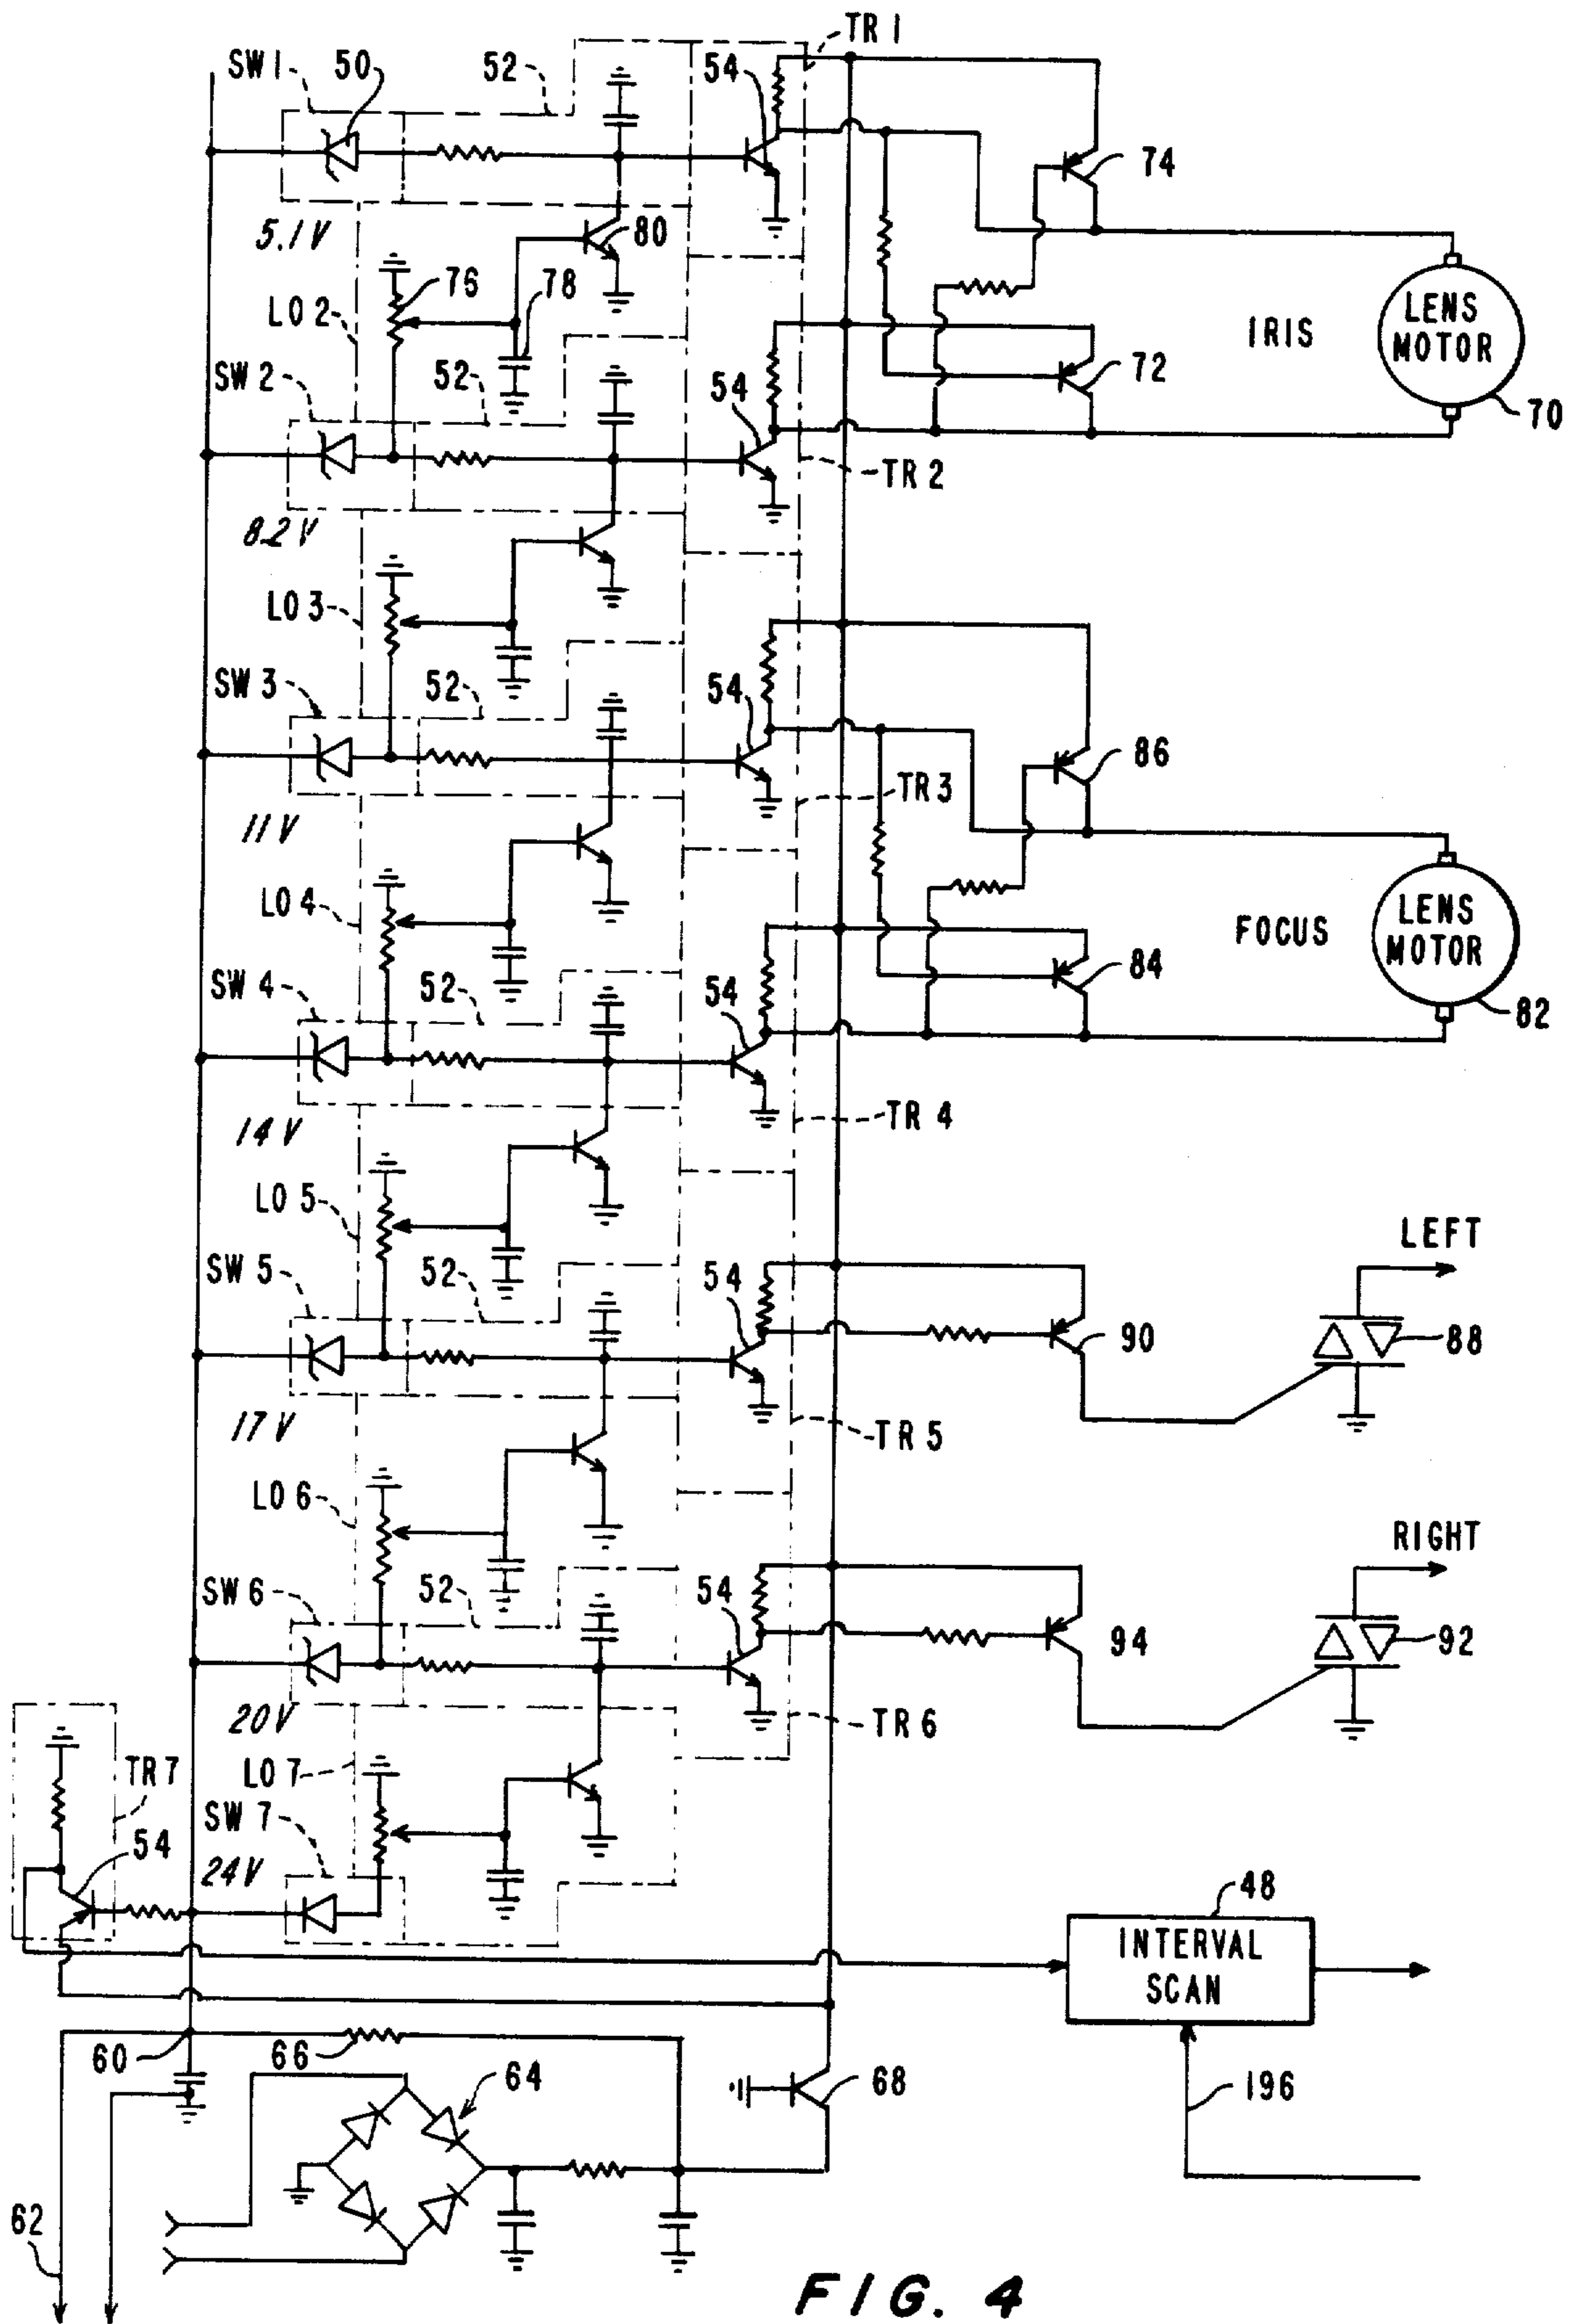 TR 1
SW 1 50 52 54
74
5.1 V 80
76 78
LO 2
LENS
MOTOR
IRIS
SW 2 52 54 72
70
TR 2
8.2 V
LO 3
SW 3 52 54
86
TR 3
11 V
LO 4
LENS
MOTOR
FOCUS
SW 4 52 54 84
82
TR 4
14 V
LO 5
LEFT
SW 5 52 54
90 88
17 V TR 5
LO 6
RIGHT
SW 6 52 54
94 92
20 V TR 6
TR 7 LO 7
SW 7
54
24 V
48
INTERVAL
SCAN
60 66
64 68 196
62
FIG. 4